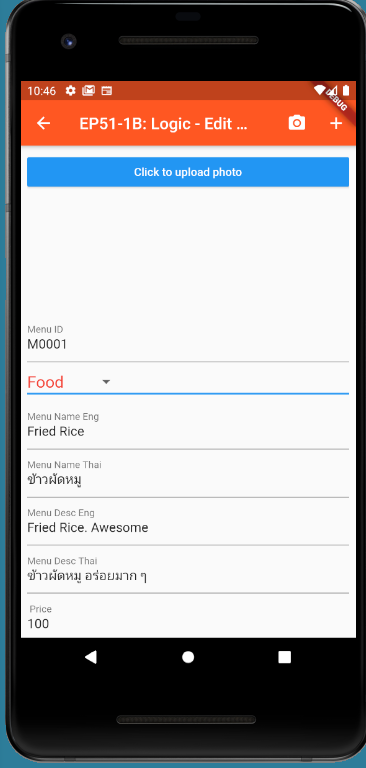 10:46
DEBUG
EP51-1B: Logic - Edit ...
Click to upload photo
Menu ID
M0001
Food
Menu Name Eng
Fried Rice
Menu Name Thai
ข้าวผัดหมู
Menu Desc Eng
Fried Rice. Awesome
Menu Desc Thai
ข้าวผัดหมู อร่อยมาก ๆ
Price
100